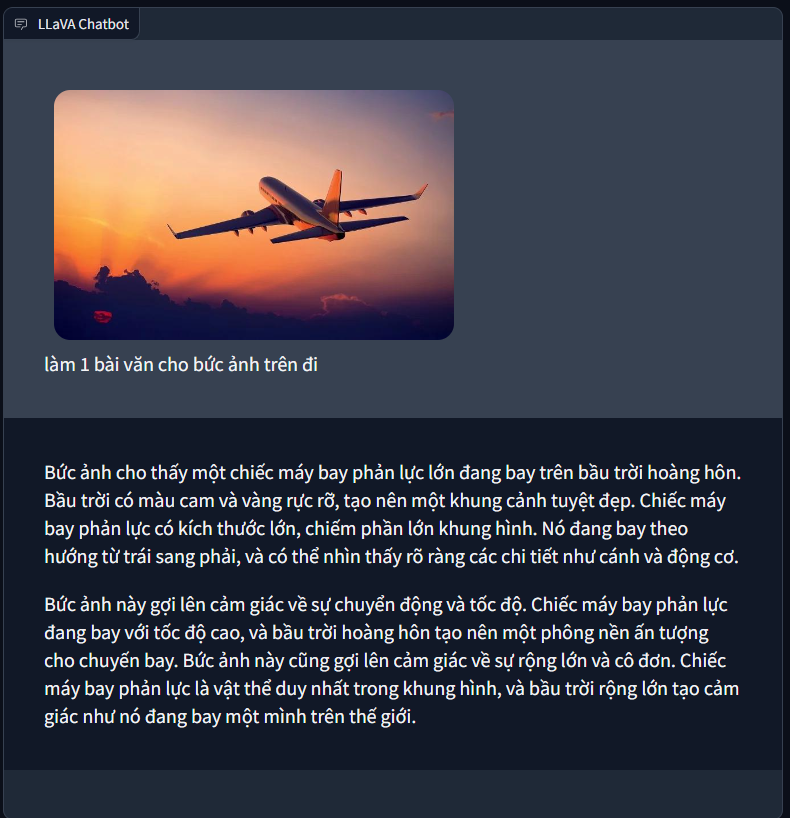 LLaVA Chatbot
làm 1 bài văn cho bức ảnh trên đi
Bức ảnh cho thấy một chiếc máy bay phản lực lớn đang bay trên bầu trời hoàng hôn.
Bầu trời có màu cam và vàng rực rỡ, tạo nên một khung cảnh tuyệt đẹp. Chiếc máy
bay phản lực có kích thước lớn, chiếm phần lớn khung hình. Nó đang bay theo
hướng từ trái sang phải, và có thể nhìn thấy rõ ràng các chi tiết như cánh và động cơ.
Bức ảnh này gợi lên cảm giác về sự chuyển động và tốc độ. Chiếc máy bay phản lực
đang bay với tốc độ cao, và bầu trời hoàng hôn tạo nên một phông nền ấn tượng
cho chuyến bay. Bức ảnh này cũng gợi lên cảm giác về sự rộng lớn và cô đơn. Chiếc
máy bay phản lực là vật thể duy nhất trong khung hình, và bầu trời rộng lớn tạo cảm
giác như nó đang bay một mình trên thế giới.